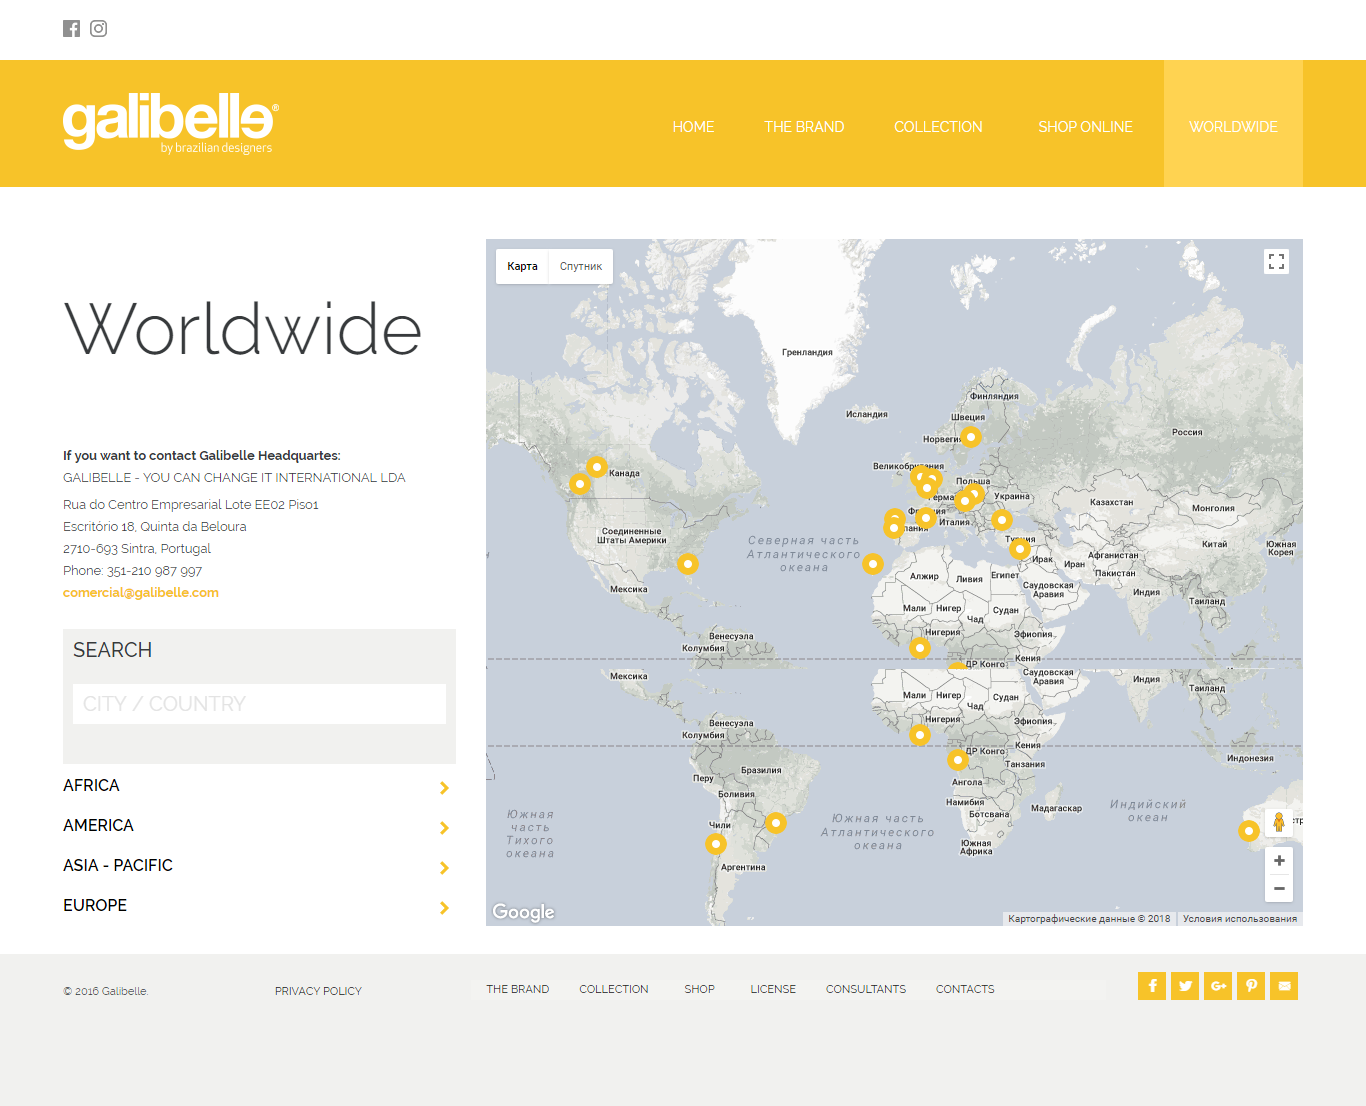 galibelle®
by brazilian designers
HOME
THE BRAND
COLLECTION
SHOP ONLINE
WORLDWIDE
Worldwide
If you want to contact Galibelle Headquartes:
GALIBELLE - YOU CAN CHANGE IT INTERNATIONAL LDA
Rua do Centro Empresarial Lote EE02 Piso1
Escritório 18, Quinta da Beloura
2710-693 Sintra, Portugal
Phone: 351-210 987 997
comercial@galibelle.com
SEARCH
CITY / COUNTRY
AFRICA
AMERICA
ASIA - PACIFIC
EUROPE
Карта
Спутник
Гренландия
Финляндия
Исландия
Швеция
Норвегия
Россия
Великобритания
Канада
Польша
Украина
Казахстан
Монголия
Италия
Соединенные
Штаты Америки
Северная часть
Атлантического
океана
Турция
Китай
Южная
Корея
Афганистан
Ирак
Иран
Пакистан
Алжир
Ливия
Египет
Саудовская
Аравия
Мексика
Индия
Таиланд
Мали
Нигер
Судан
Чад
Венесуэла
Нигерия
Эфиопия
Колумбия
ДР Конго
Кения
Мексика
Саудовская
Аравия
Индия
Таиланд
Мали
Нигер
Судан
Чад
Венесуэла
Нигерия
Эфиопия
Колумбия
ДР Конго
Кения
Танзания
Индонезия
Перу
Бразилия
Ангола
Боливия
Намибия
Ботсвана
Мадагаскар
Индийский
океан
Южная
часть
Тихого
океана
Чили
Южная часть
Атлантического
океана
Южная
Африка
Аргентина
Google
Картографические данные © 2018
Условия использования
© 2016 Galibelle.
PRIVACY POLICY
THE BRAND
COLLECTION
SHOP
LICENSE
CONSULTANTS
CONTACTS